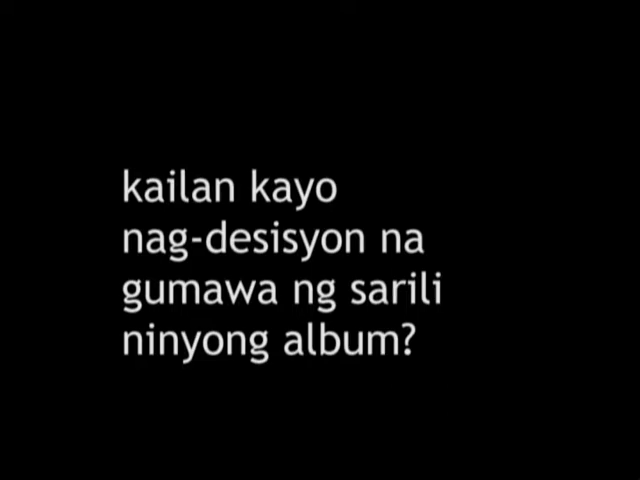 kailan kayo
nag-desisyon na
gumawa ng sarili
ninyong album?